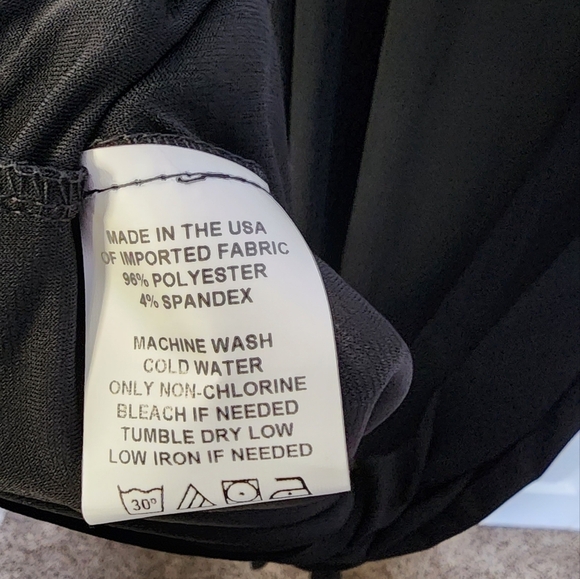 MADE IN THE USA
OF IMPORTED FABRIC
96% POLYESTER
4% SPANDEX
MACHINE WASH
COLD WATER
ONLY NON-CHLORINE
BLEACH IF NEEDED
TUMBLE DRY LOW
LOW IRON IF NEEDED
30°